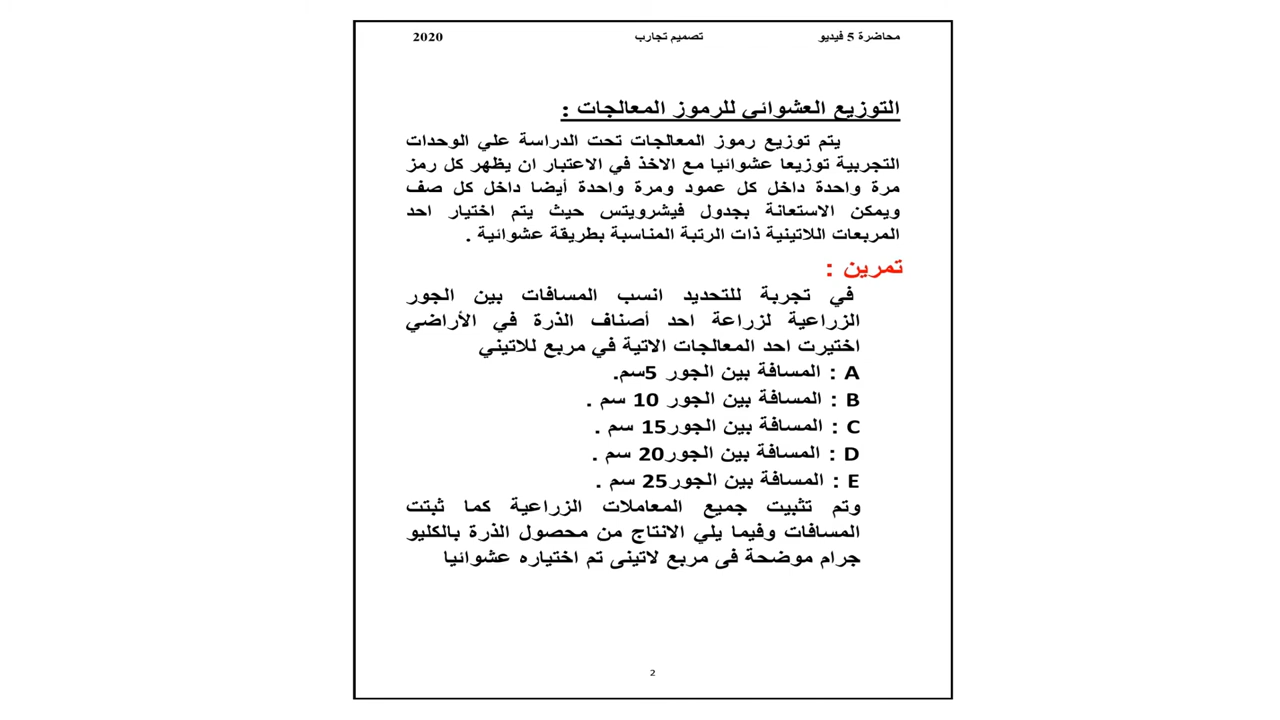 محاضرة 5 فيديو تصميم تجارب 2020
التوزيع العشوائي للرموز المعالجات :
يتم توزيع رموز المعالجات تحت الدراسة علي الوحدات
التجريبية توزيعا عشوائيا مع الاخذ في الاعتبار ان يظهر كل رمز
مرة واحدة داخل كل عمود ومرة واحدة أيضا داخل كل صف
ويمكن الاستعانة بجدول فيشرويتس حيث يتم اختيار احد
المربعات اللاتينية ذات الرتبة المناسبة بطريقة عشوائية .
تمرين :
في تجربة للتحديد انسب المسافات بين الجور
الزراعية لزراعة احد أصناف الذرة في الأراضي
اختيرت احد المعالجات الاتية في مربع للاتيني
A : المسافة بين الجور 5سم.
B : المسافة بين الجور 10 سم .
C : المسافة بين الجور15 سم .
D : المسافة بين الجور20 سم .
E : المسافة بين الجور25 سم .
وتم تثبيت جميع المعاملات الزراعية كما ثبتت
المسافات وفيما يلي الانتاج من محصول الذرة بالكليو
جرام موضحة فى مربع لاتينى تم اختياره عشوائيا
2